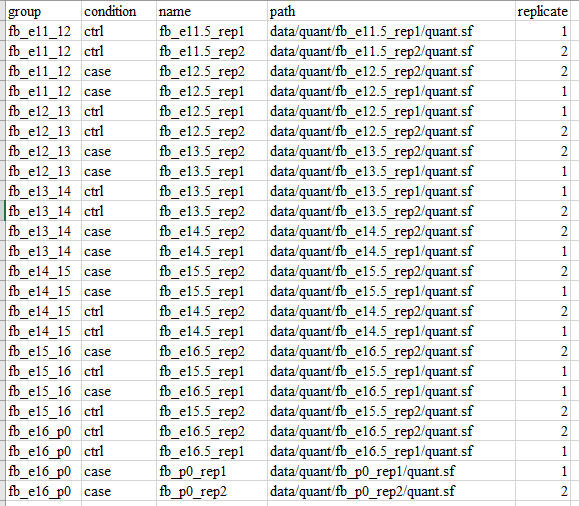 group condition name path replicate
fb_e11_12 ctrl fb_e11.5_rep1 data/quant/fb_e11.5_rep1/quant.sf 1
fb_e11_12 ctrl fb_e11.5_rep2 data/quant/fb_e11.5_rep2/quant.sf 2
fb_e11_12 case fb_e12.5_rep2 data/quant/fb_e12.5_rep2/quant.sf 2
fb_e11_12 case fb_e12.5_rep1 data/quant/fb_e12.5_rep1/quant.sf 1
fb_e12_13 ctrl fb_e12.5_rep1 data/quant/fb_e12.5_rep1/quant.sf 1
fb_e12_13 ctrl fb_e12.5_rep2 data/quant/fb_e12.5_rep2/quant.sf 2
fb_e12_13 case fb_e13.5_rep2 data/quant/fb_e13.5_rep2/quant.sf 2
fb_e12_13 case fb_e13.5_rep1 data/quant/fb_e13.5_rep1/quant.sf 1
fb_e13_14 ctrl fb_e13.5_rep1 data/quant/fb_e13.5_rep1/quant.sf 1
fb_e13_14 ctrl fb_e13.5_rep2 data/quant/fb_e13.5_rep2/quant.sf 2
fb_e13_14 case fb_e14.5_rep2 data/quant/fb_e14.5_rep2/quant.sf 2
fb_e13_14 case fb_e14.5_rep1 data/quant/fb_e14.5_rep1/quant.sf 1
fb_e14_15 case fb_e15.5_rep2 data/quant/fb_e15.5_rep2/quant.sf 2
fb_e14_15 case fb_e15.5_rep1 data/quant/fb_e15.5_rep1/quant.sf 1
fb_e14_15 ctrl fb_e14.5_rep2 data/quant/fb_e14.5_rep2/quant.sf 2
fb_e14_15 ctrl fb_e14.5_rep1 data/quant/fb_e14.5_rep1/quant.sf 1
fb_e15_16 case fb_e16.5_rep2 data/quant/fb_e16.5_rep2/quant.sf 2
fb_e15_16 ctrl fb_e15.5_rep1 data/quant/fb_e15.5_rep1/quant.sf 1
fb_e15_16 case fb_e16.5_rep1 data/quant/fb_e16.5_rep1/quant.sf 1
fb_e15_16 ctrl fb_e15.5_rep2 data/quant/fb_e15.5_rep2/quant.sf 2
fb_e16_p0 ctrl fb_e16.5_rep2 data/quant/fb_e16.5_rep2/quant.sf 2
fb_e16_p0 ctrl fb_e16.5_rep1 data/quant/fb_e16.5_rep1/quant.sf 1
fb_e16_p0 case fb_p0_rep1 data/quant/fb_p0_rep1/quant.sf 1
fb_e16_p0 case fb_p0_rep2 data/quant/fb_p0_rep2/quant.sf 2